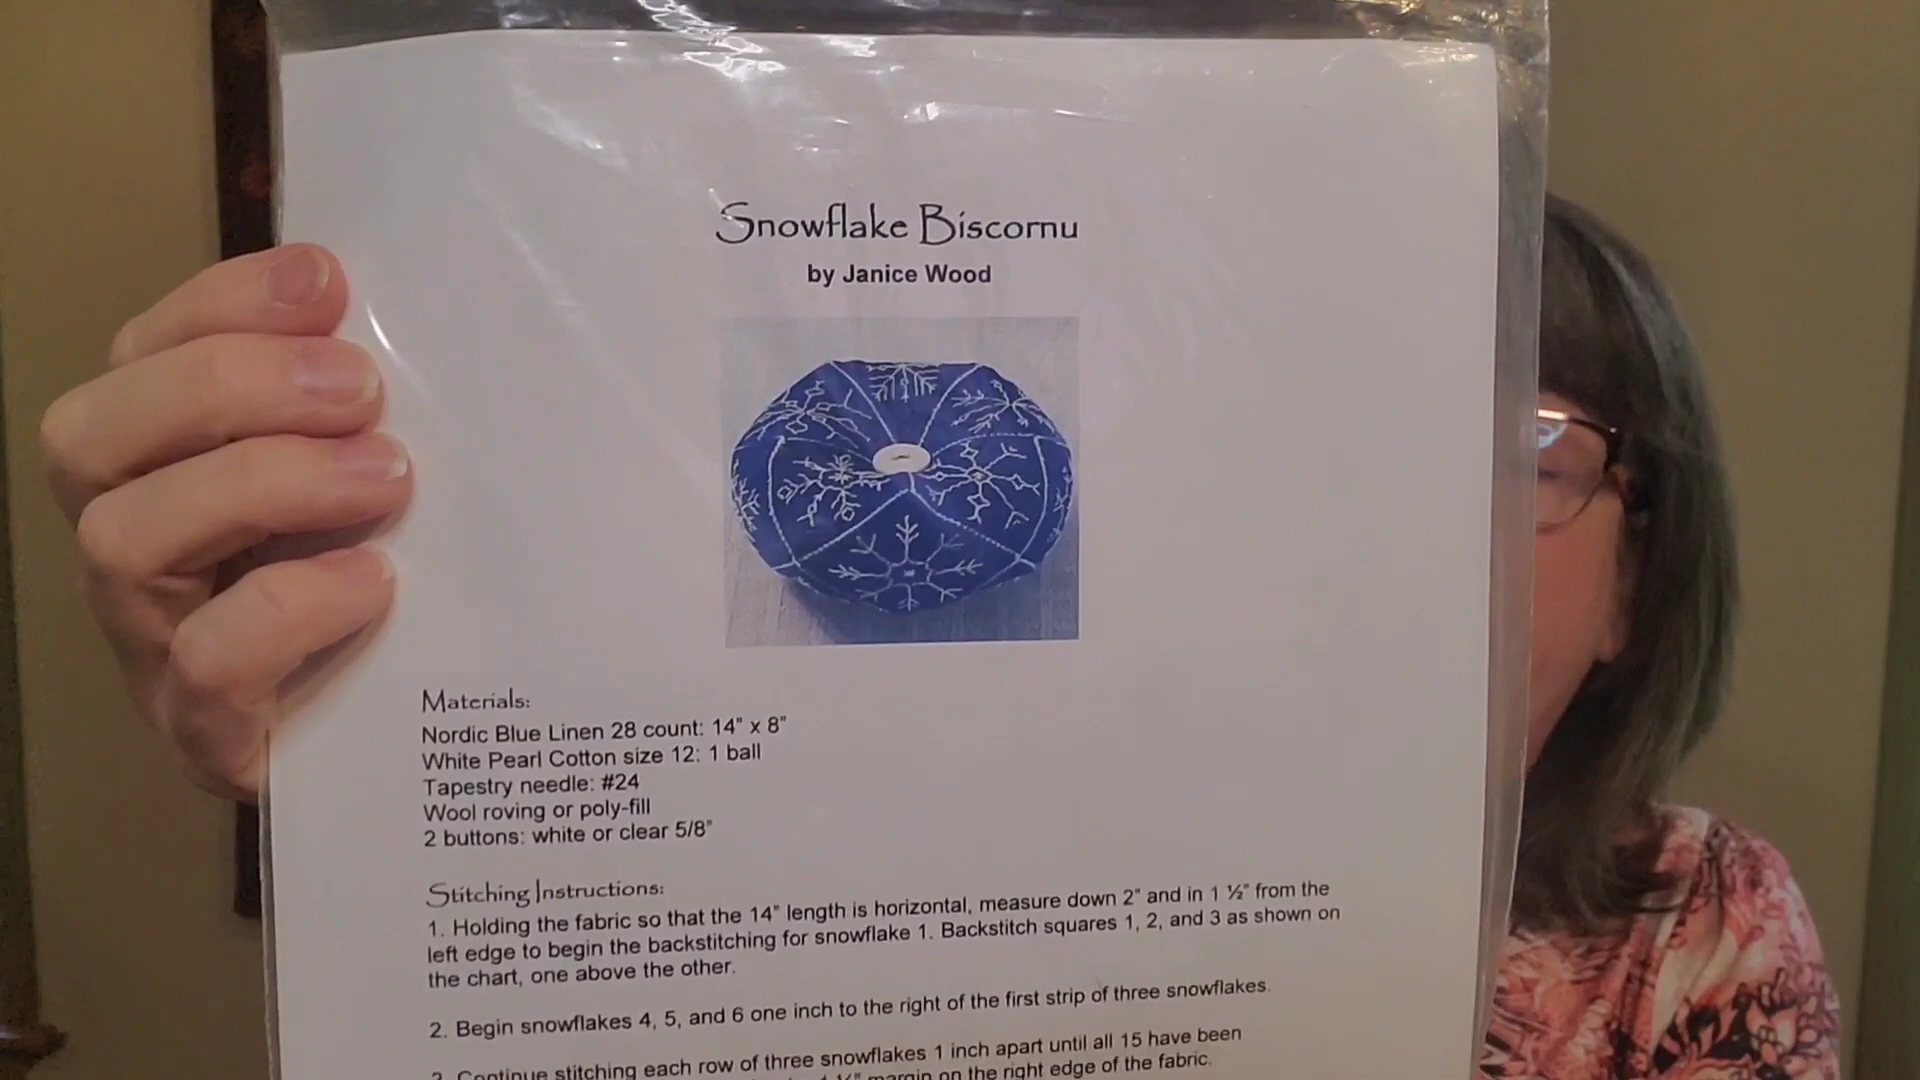 Snowflake Biscornu
by Janice Wood
Materials:
Nordic Blue Linen 28 count: 14" x 8"
White Pearl Cotton size 12: 1 ball
Tapestry needle: #24
Wool roving or poly-fill
2 buttons: white or clear 5/8"
Stitching Instructions:
1. Holding the fabric so that the 14" length is horizontal, measure down 2" and in 1 ½" from the
left edge to begin the backstitching for snowflake 1. Backstitch squares 1, 2, and 3 as shown on
the chart, one above the other.
2. Begin snowflakes 4, 5, and 6 one inch to the right of the first strip of three snowflakes.
Continue stitching each row of three snowflakes 1 inch apart until all 15 have been
margin on the right edge of the fabric.